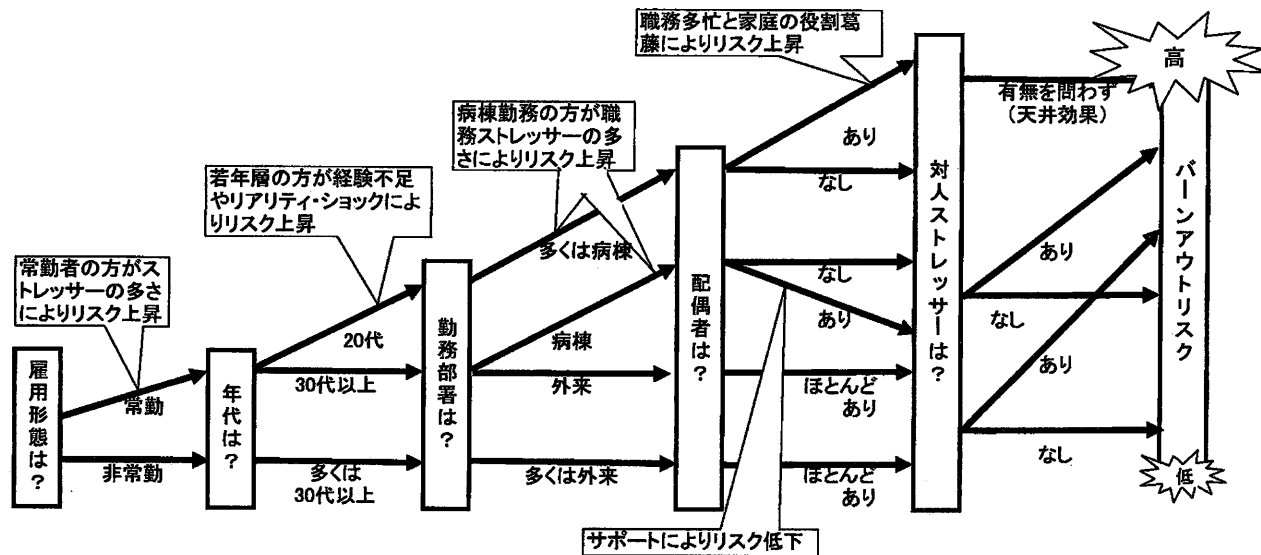 職務多忙と家庭の役割葛
藤によりリスク上昇
高
有無を問わず
（天井効果）
病棟勤務の方が職
務ストレッサーの多
さによりリスク上昇
あり
なし
若年層の方が経験不足
やリアリティ・ショックによ
りリスク上昇
多くは病棟
常勤者の方がス
トレッサーの多さ
によりリスク上昇
20代
30代以上
病棟
外来
なし
あり
あり
なし
あり
なし
常勤
非常勤
多くは
30代以上
多くは外来
ほとんど
あり
ほとんど
あり
雇用形態は？
年代は？
勤務部署は？
配偶者は？
対人ストレッサーは？
バーンアウトリスク
低
サポートによりリスク低下